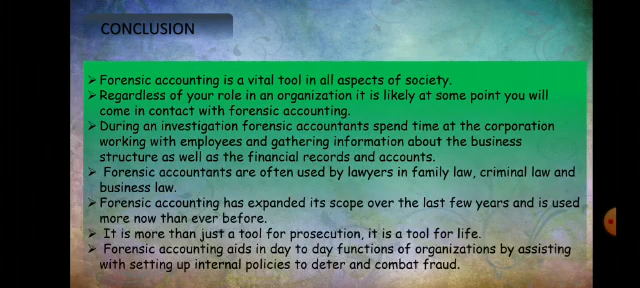 CONCLUSION
➢ Forensic accounting is a vital tool in all aspects of society.
➢ Regardless of your role in an organization it is likely at some point you will
come in contact with forensic accounting.
➢ During an investigation forensic accountants spend time at the corporation
working with employees and gathering information about the business
structure as well as the financial records and accounts.
➢ Forensic accountants are often used by lawyers in family law, criminal law and
business law.
➢ Forensic accounting has expanded its scope over the last few years and is used
more now than ever before.
➢ It is more than just a tool for prosecution, it is a tool for life.
➢ Forensic accounting aids in day to day functions of organizations by assisting
with setting up internal policies to deter and combat fraud.